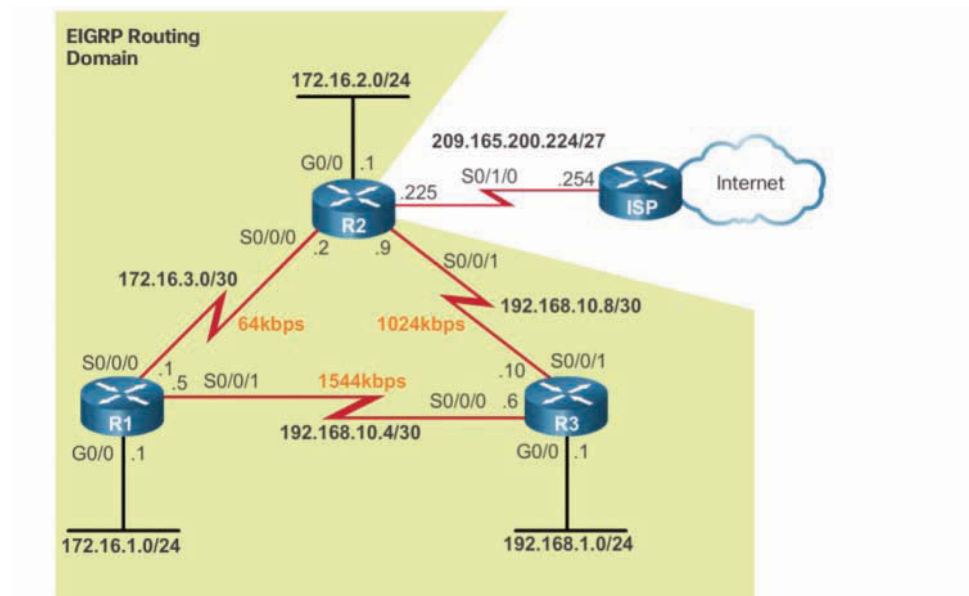 EIGRP Routing
Domain
172.16.2.0/24
209.165.200.224/27
G0/0 .1
S0/1/0
.254
Internet
.225
ISP
R2
S0/0/0
.2
.9
S0/0/1
172.16.3.0/30
192.168.10.8/30
64kbps
1024kbps
S0/0/0
.1
.10
S0/0/1
.5
S0/0/1
1544kbps
S0/0/0
.6
R1
R3
192.168.10.4/30
G0/0 .1
G0/0 .1
172.16.1.0/24
192.168.1.0/24